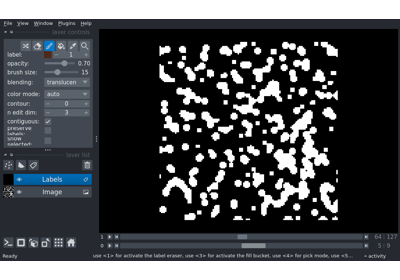 File View Window Plugins Help
layer controls
label: 1
opacity: 0.70
brush size: 15
blending: translucen
color mode: auto
contour: 0
n edit dim: 3
contiguous: ✓
preserve
labels:
show
selected:
layer list
Labels
Image
1 64 127
0 5 9
Ready use <1> for activate the label eraser, use <3> for activate the fill bucket, use <4> for pick mode, use <5... activity